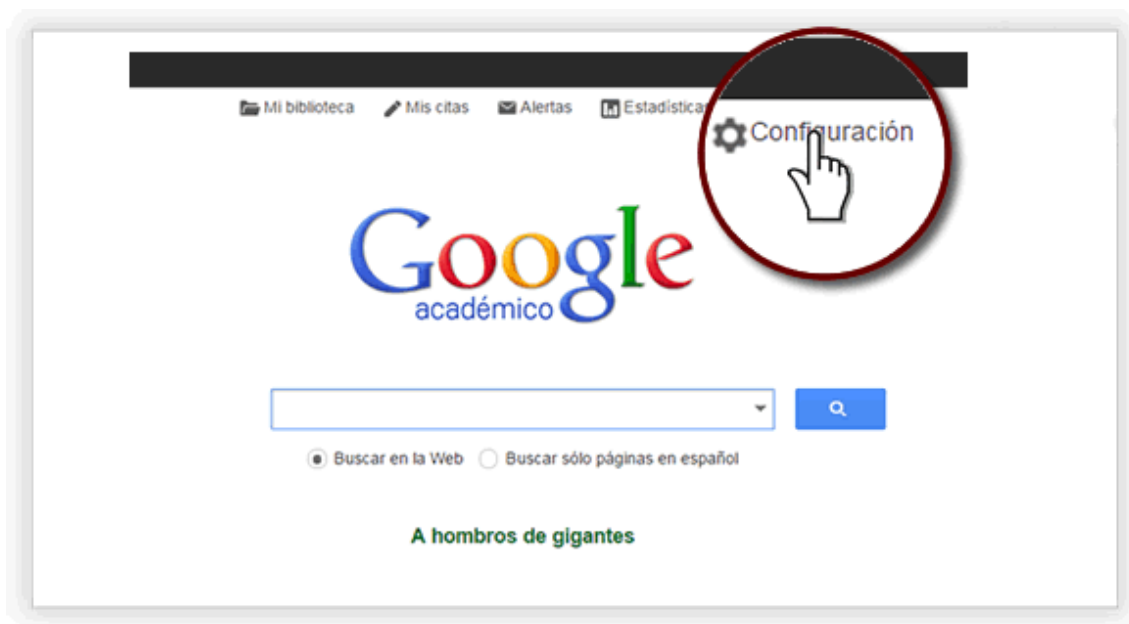 Mi biblioteca Mis citas Alertas Estadísticas
Configuración
Google
académico
Buscar en la Web Buscar sólo páginas en español
A hombros de gigantes